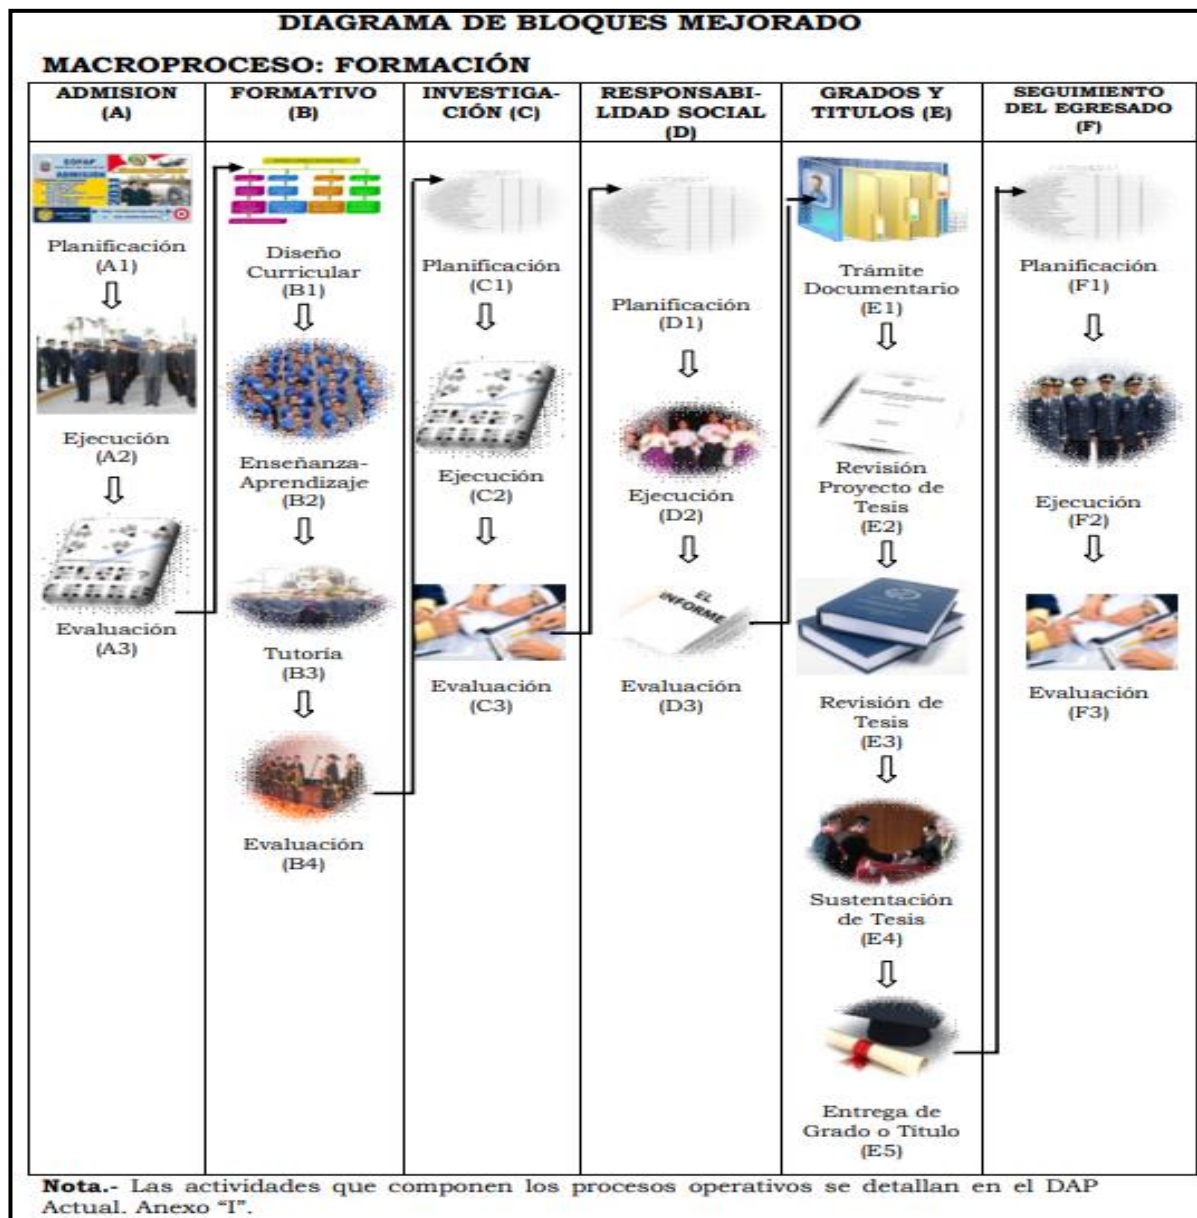 DIAGRAMA DE BLOQUES MEJORADO
MACROPROCESO: FORMACIÓN
ADMISION
(A)
FORMATIVO
(B)
INVESTIGA-
CIÓN (C)
RESPONSABI-
LIDAD SOCIAL
(D)
GRADOS Y
TITULOS (E)
SEGUIMIENTO
DEL EGRESADO
(F)
ADMISIÓN
Planificación
(A1)
Ejecución
(A2)
Evaluación
(A3)
Diseño
Curricular
(B1)
Enseñanza-
Aprendizaje
(B2)
Tutoría
(B3)
Evaluación
(B4)
Planificación
(C1)
Ejecución
(C2)
Evaluación
(C3)
Planificación
(D1)
Ejecución
(D2)
EL
INFORME
Evaluación
(D3)
Trámite
Documentario
(E1)
Revisión
Proyecto de
Tesis
(E2)
Revisión de
Tesis
(E3)
Sustentación
de Tesis
(E4)
Entrega de
Grado o Título
(E5)
Planificación
(F1)
Ejecución
(F2)
Evaluación
(F3)
Nota.- Las actividades que componen los procesos operativos se detallan en el DAP
Actual. Anexo “I”.